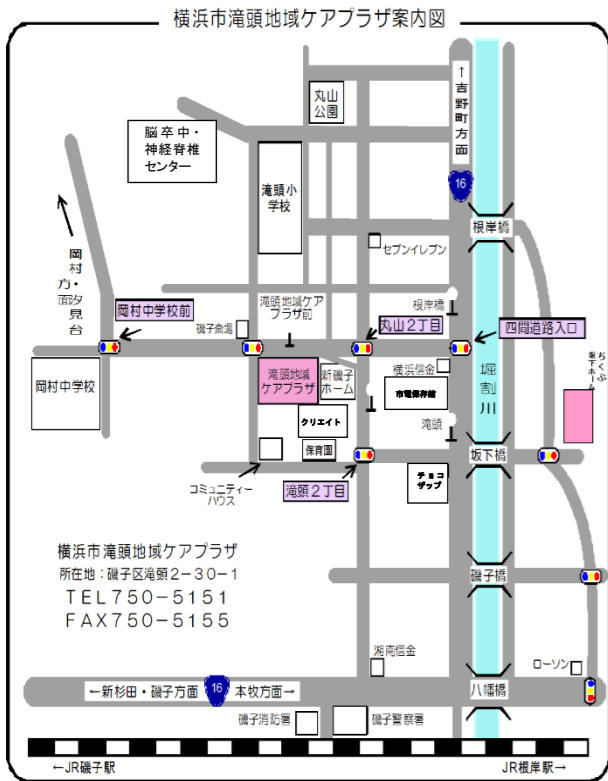 横浜市滝頭地域ケアプラザ案内図
↑吉野町方面
丸山
公園
脳卒中・
神経脊椎
センター
滝頭小
学校
16
根岸橋
セブンイレブン
岡村・汐見台
方面
岡村中学校前
磯子斎場
滝頭地域ケア
プラザ前
丸山2丁目
根岸橋
四間道路入口
岡村中学校
滝頭地域
ケアプラザ
新磯子
ホーム
横浜信金
市電保存館
堀割川
ちくぶ
坂下ホーム
クリエイト
滝頭
保育園
坂下橋
コミュニティー
ハウス
滝頭2丁目
チョコ
ザップ
横浜市滝頭地域ケアプラザ
所在地：磯子区滝頭2-30-1
TEL750-5151
FAX750-5155
磯子橋
湘南信金
ローソン
←新杉田・磯子方面
16
本牧方面→
八幡橋
磯子消防署
磯子警察署
←JR磯子駅
JR根岸駅→